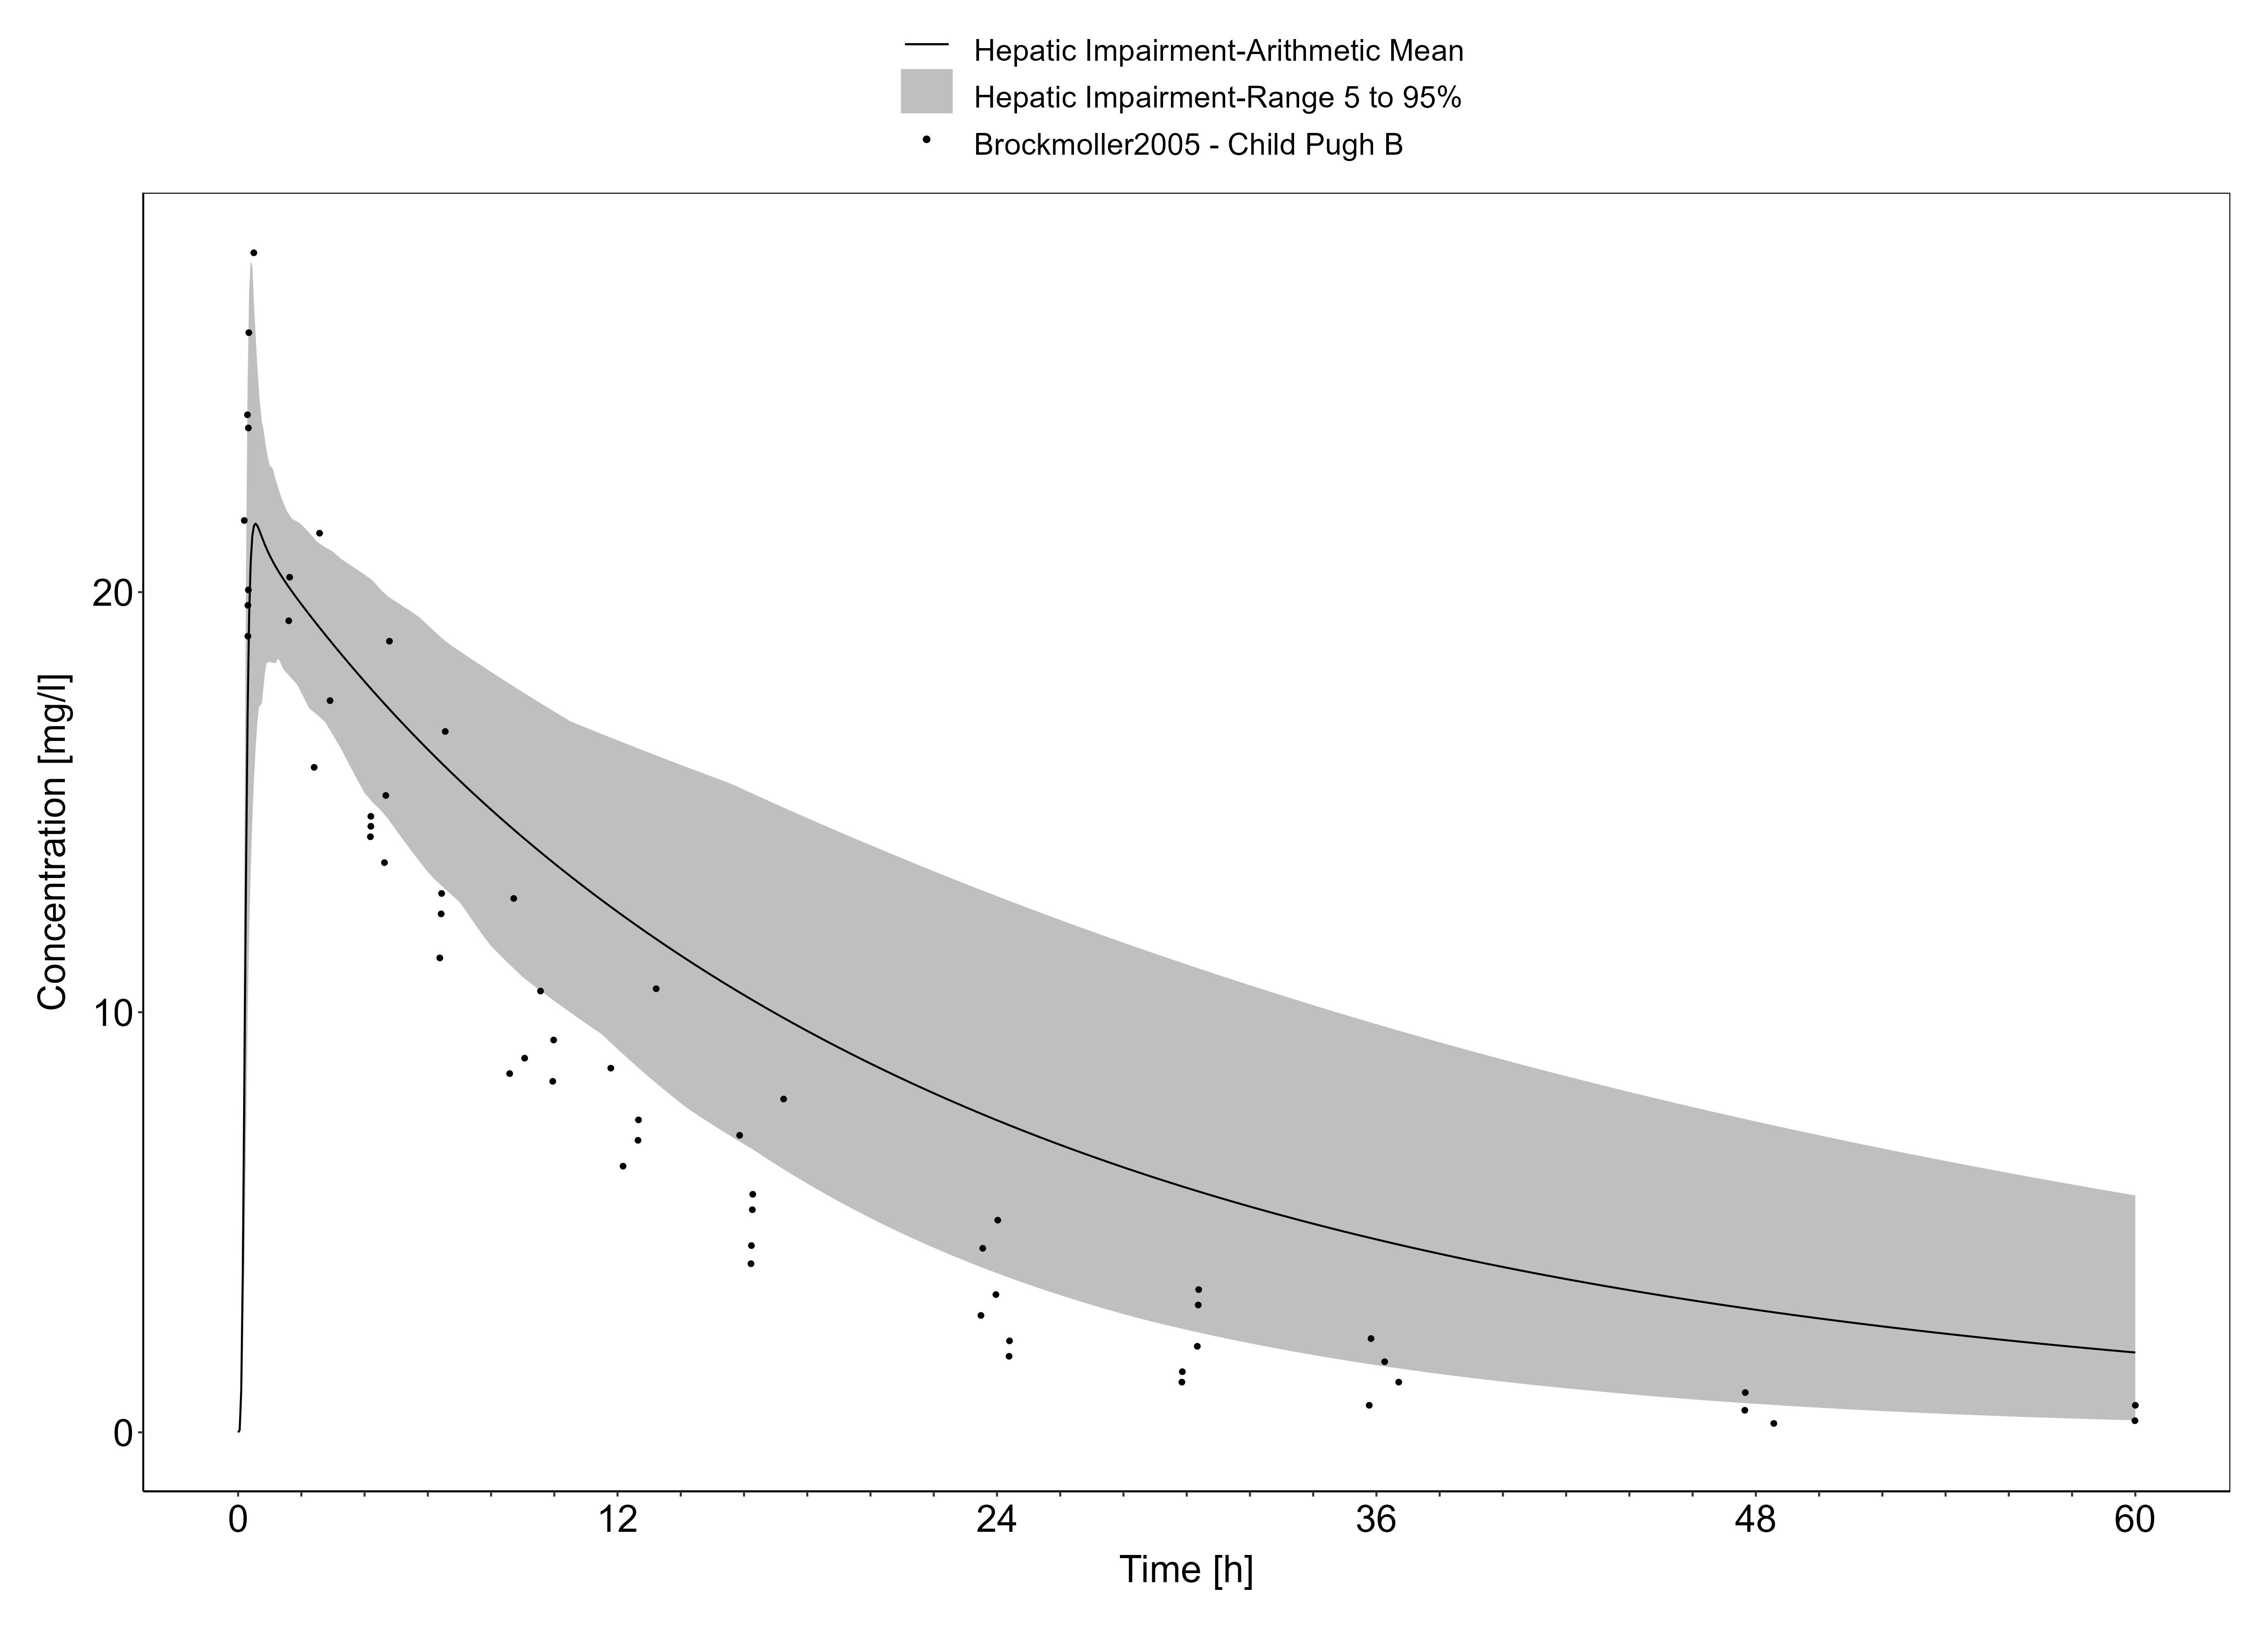 Hepatic Impairment-Arithmetic Mean
Hepatic Impairment-Range 5 to 95%
Brockmoller2005 - Child Pugh B
Concentration [mg/l]
20
10
0
0 12 24 36 48 60
Time [h]